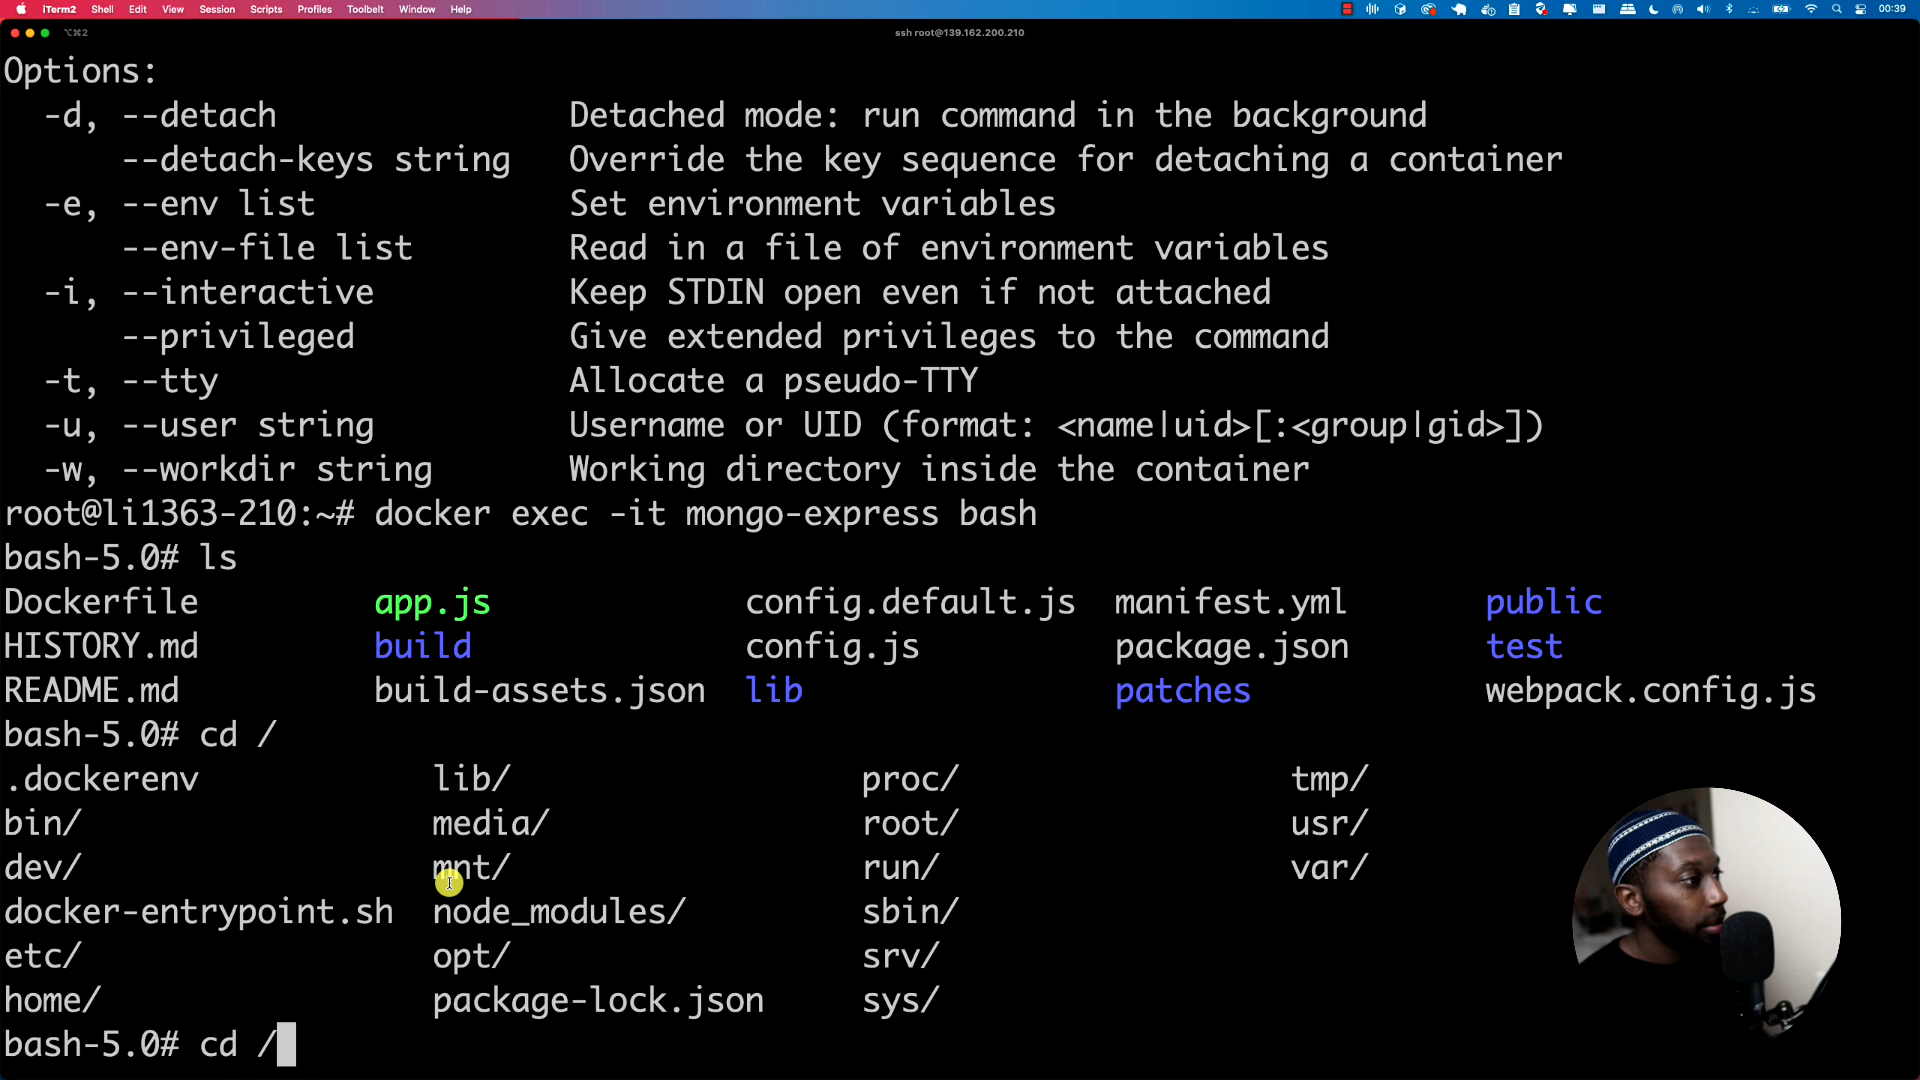 iTerm2 Shell Edit View Session Scripts Profiles Toolbelt Window Help 00:39
⌥⌘2 ssh root@139.162.200.210
Options:
-d, --detach Detached mode: run command in the background
--detach-keys string Override the key sequence for detaching a container
-e, --env list Set environment variables
--env-file list Read in a file of environment variables
-i, --interactive Keep STDIN open even if not attached
--privileged Give extended privileges to the command
-t, --tty Allocate a pseudo-TTY
-u, --user string Username or UID (format: <name|uid>[:<group|gid>])
-w, --workdir string Working directory inside the container
root@li1363-210:~# docker exec -it mongo-express bash
bash-5.0# ls
Dockerfile app.js config.default.js manifest.yml public
HISTORY.md build config.js package.json test
README.md build-assets.json lib patches webpack.config.js
bash-5.0# cd /
.dockerenv lib/ proc/ tmp/
bin/ media/ root/ usr/
dev/ mnt/ run/ var/
docker-entrypoint.sh node_modules/ sbin/
etc/ opt/ srv/
home/ package-lock.json sys/
bash-5.0# cd /